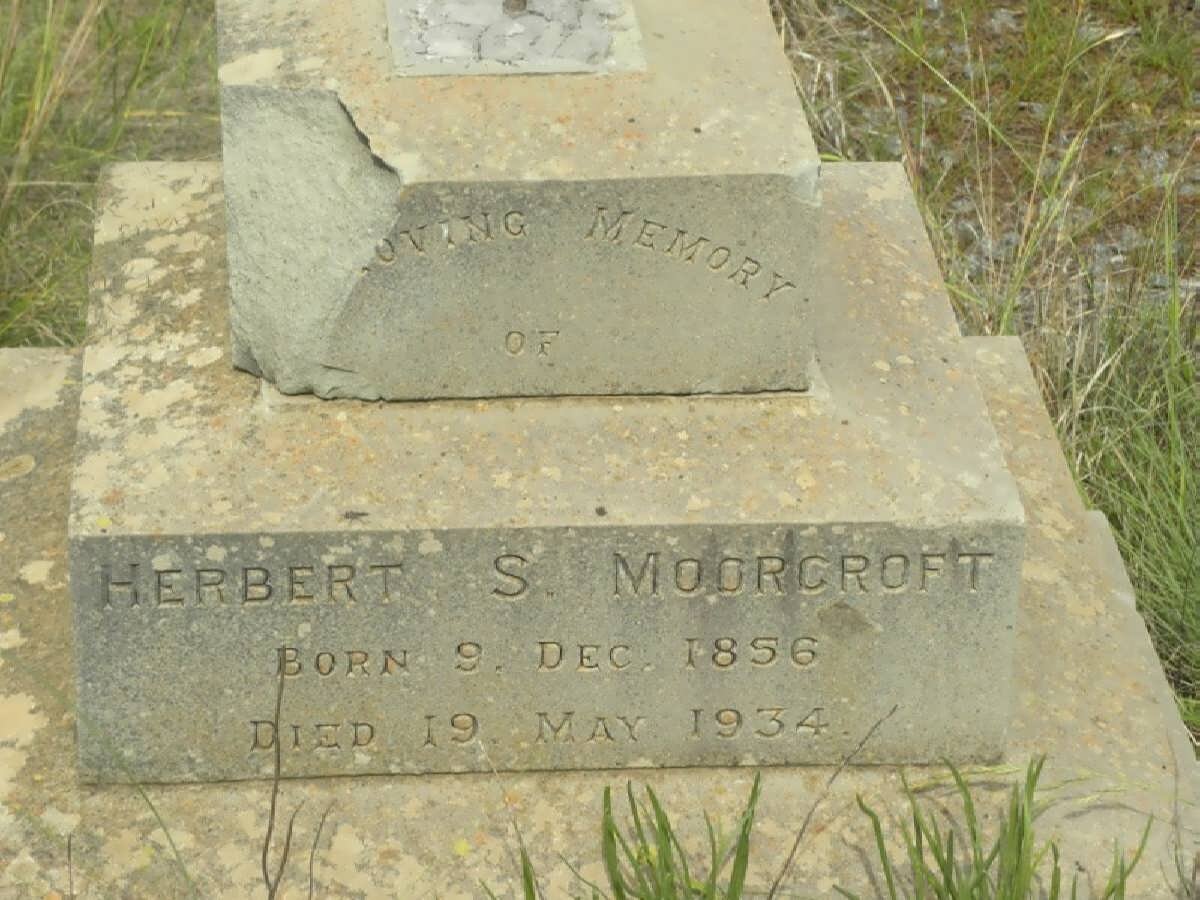 OVING MEMORY
OF
HERBERT S. MOORCROFT
BORN 9. DEC. 1856
DIED 19. MAY 1934.